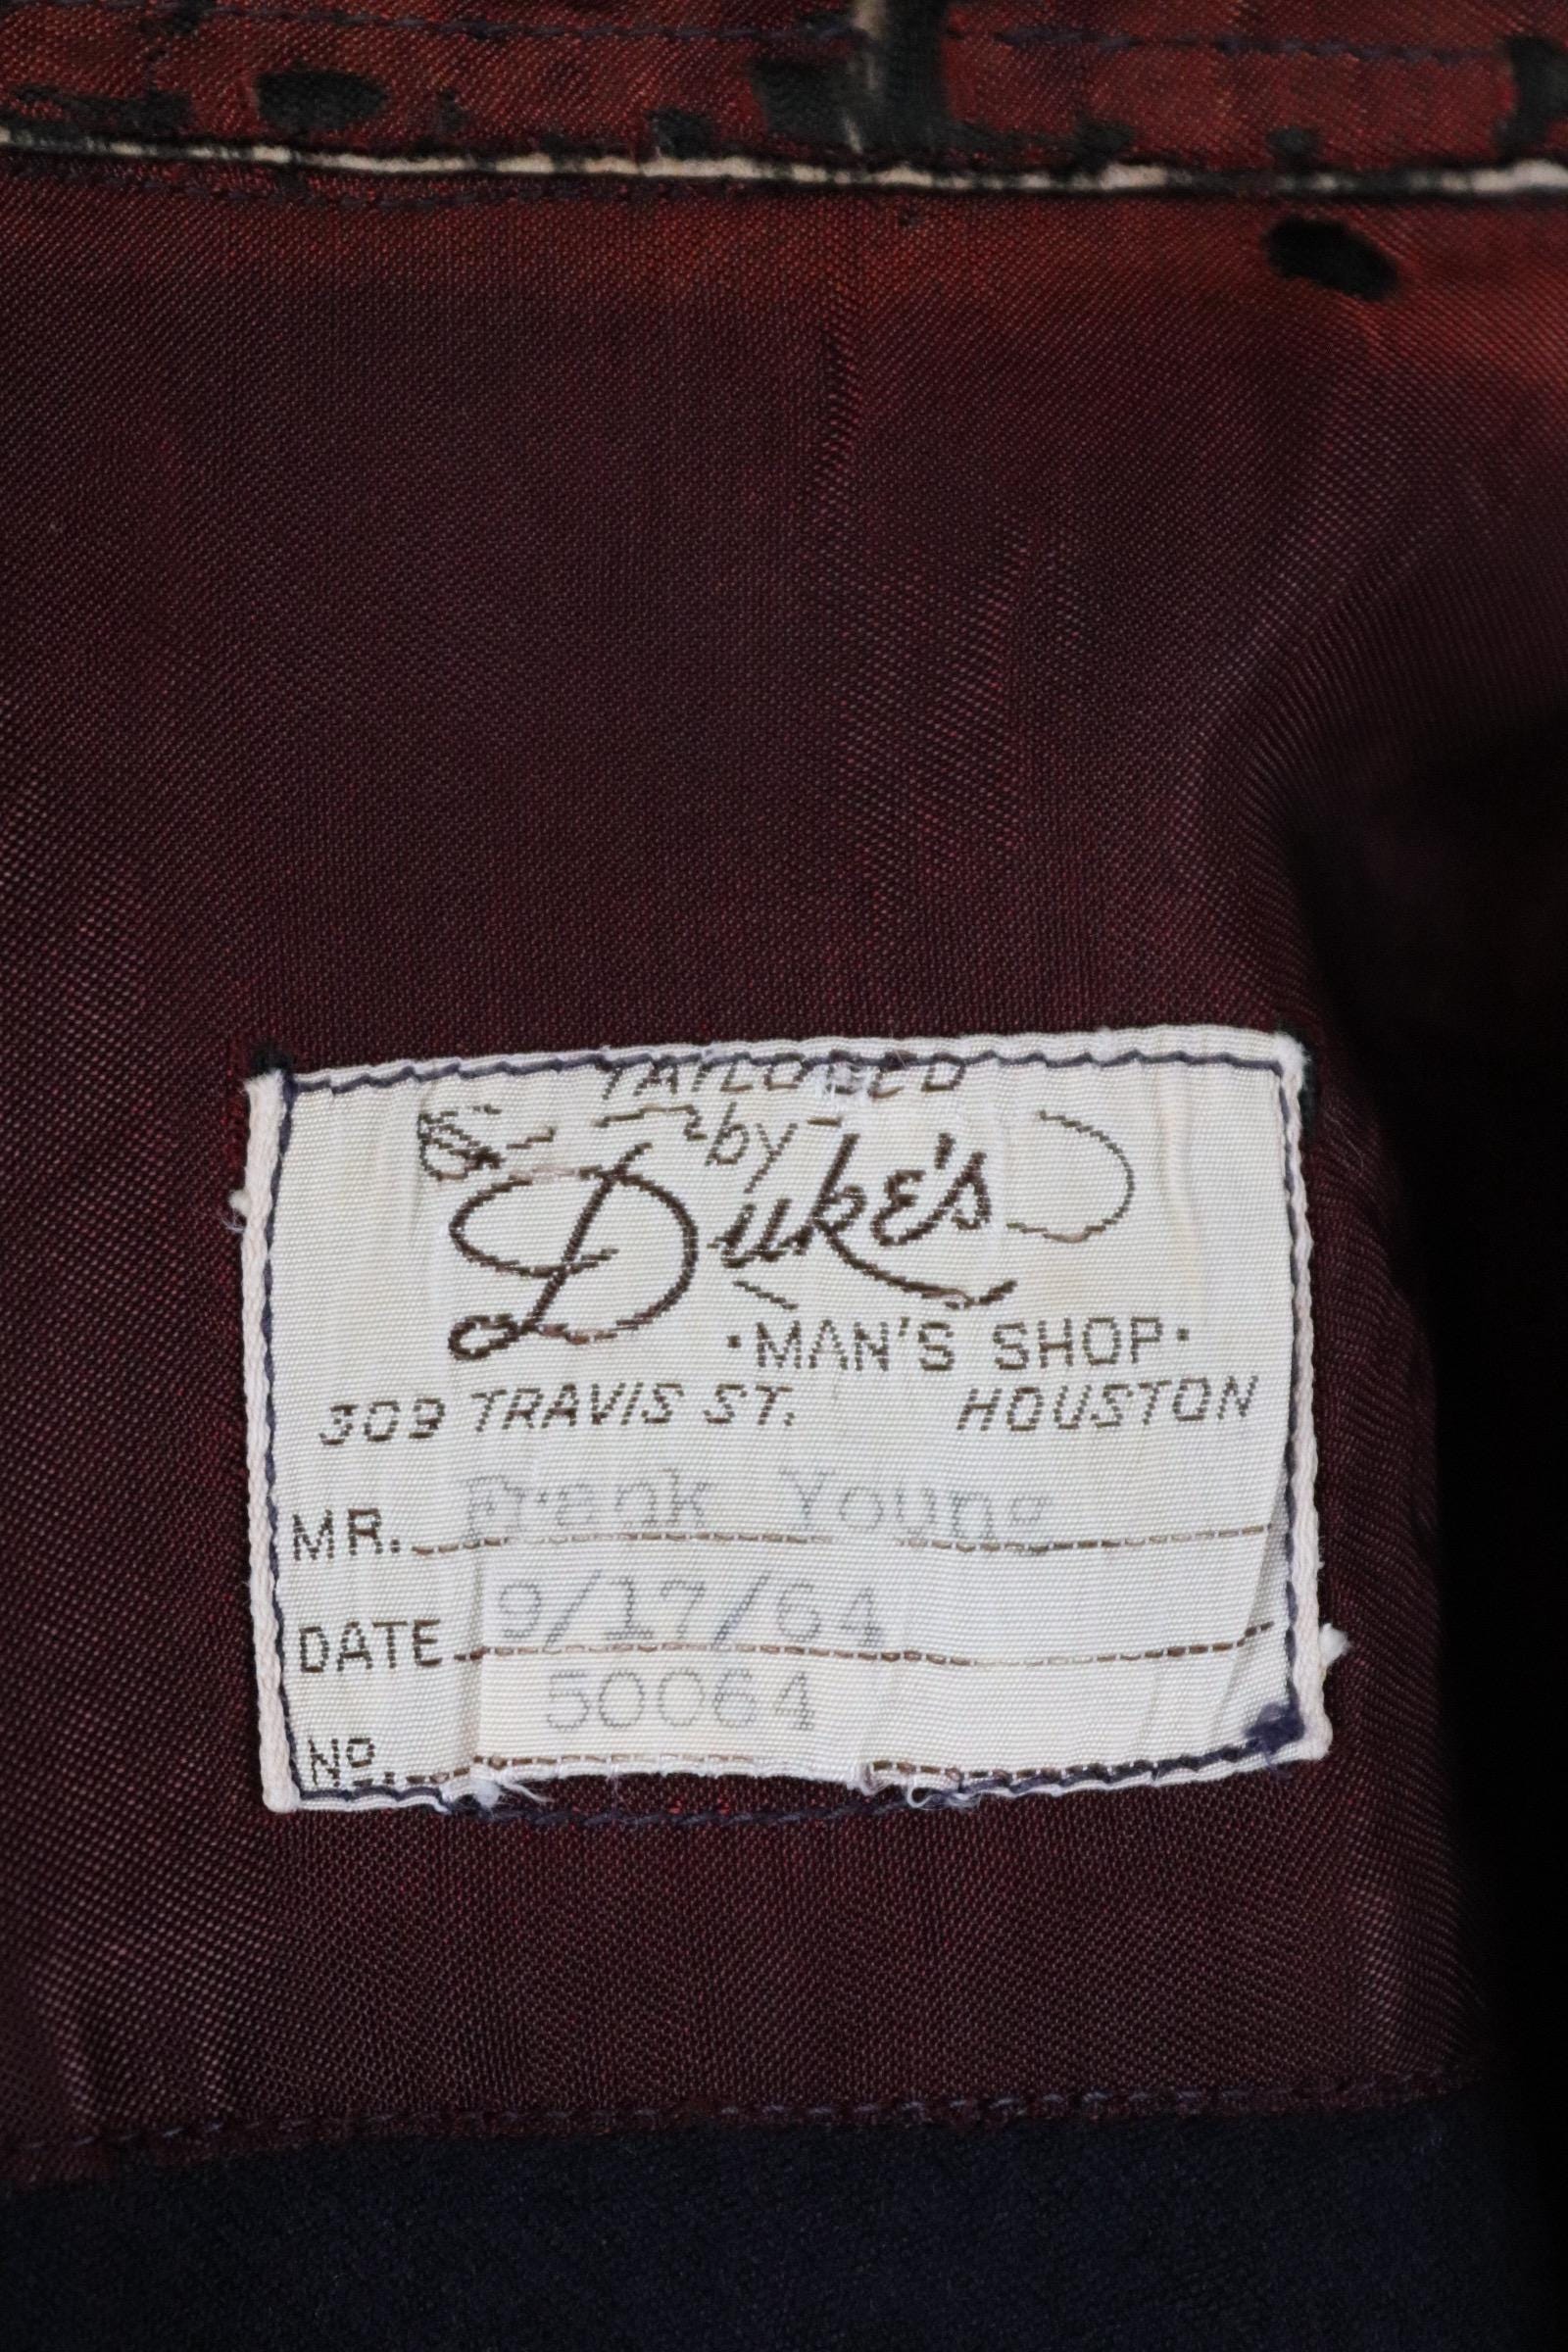 TAILORED
by
Duke's
·MAN'S SHOP·
309 TRAVIS ST. HOUSTON
MR. Frank Young
DATE 9/17/64
No. 50064